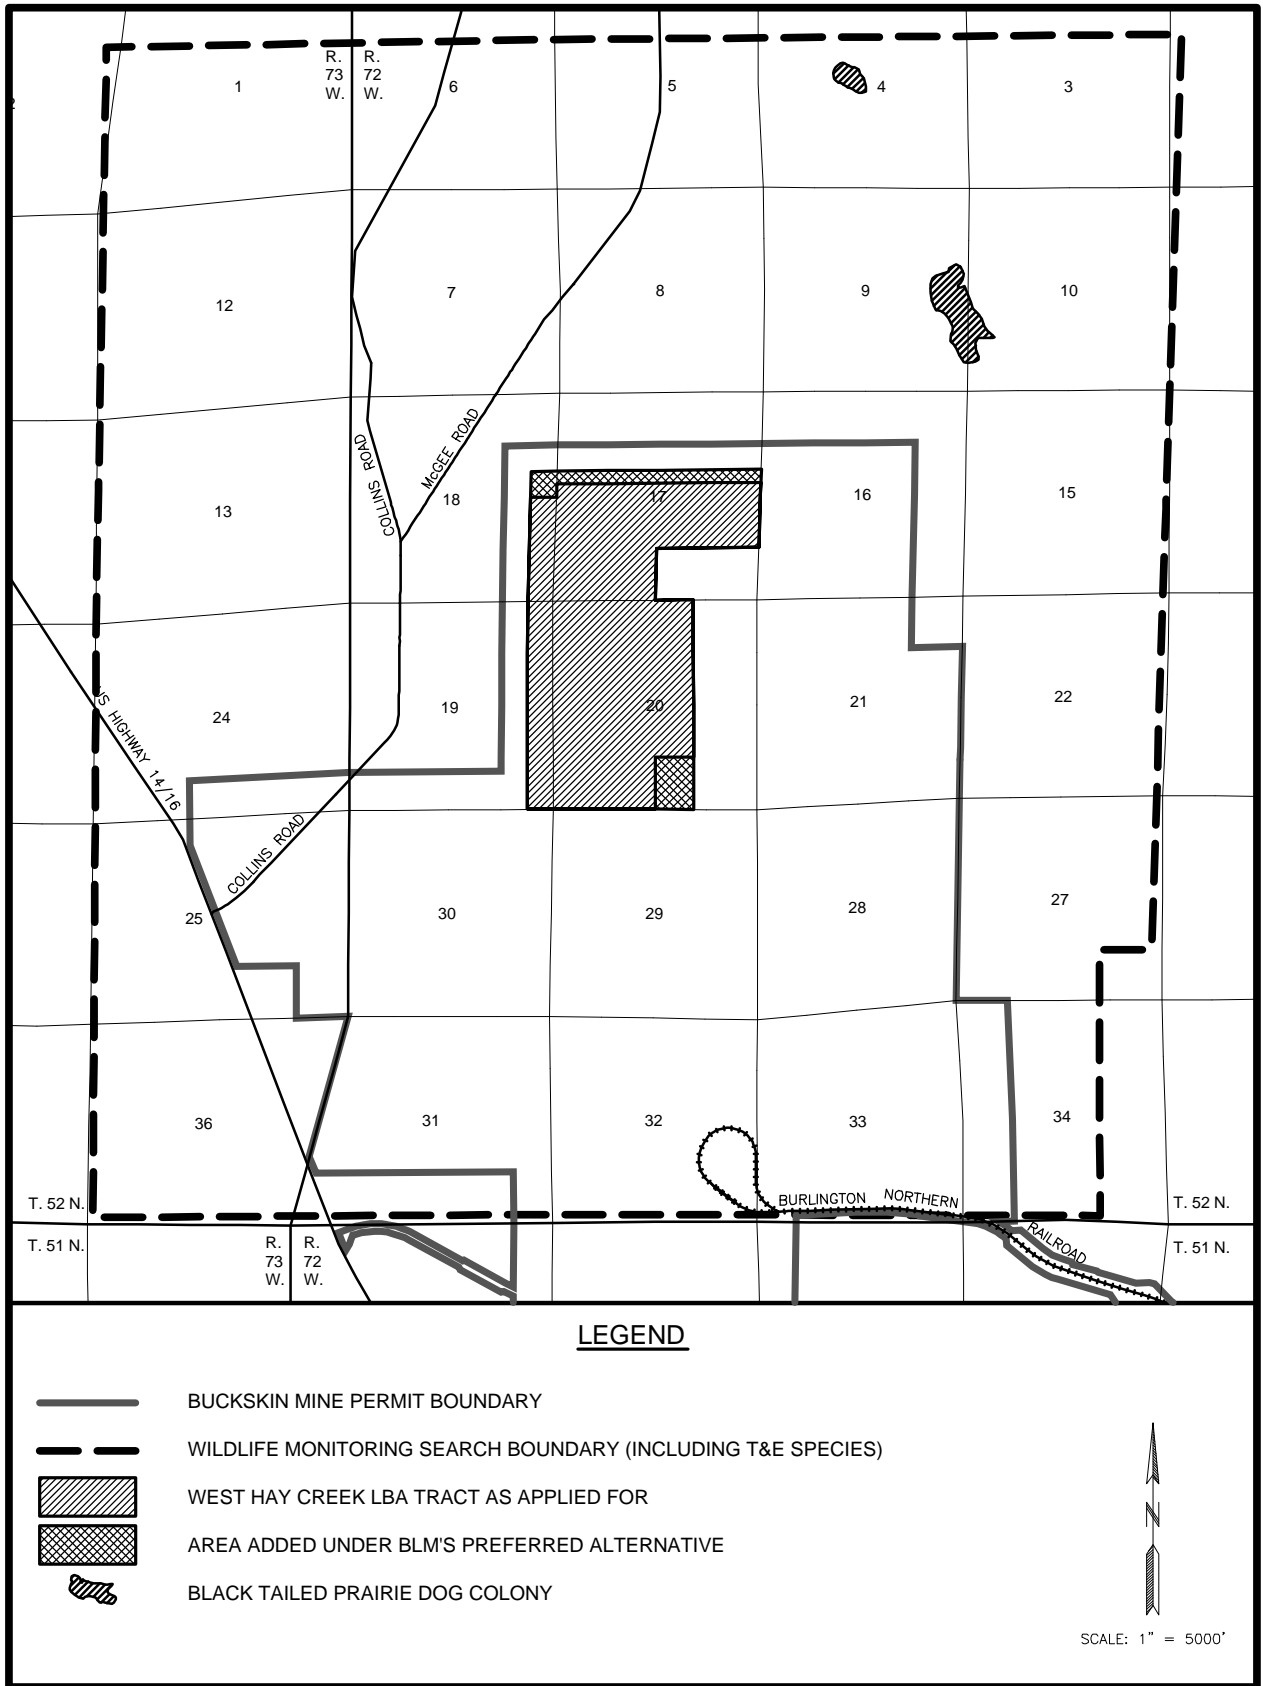 R. R.
73 72
W. W.
1
6
5
4
3
2
12
7
8
9
10
COLLINS ROAD
McGEE ROAD
13
18
17
16
15
US HIGHWAY 14/16
24
19
20
21
22
COLLINS ROAD
25
30
29
28
27
36
31
32
33
34
T. 52 N.
BURLINGTON NORTHERN
RAILROAD
T. 52 N.
T. 51 N.
R. R.
73 72
W. W.
T. 51 N.
LEGEND
BUCKSKIN MINE PERMIT BOUNDARY
WILDLIFE MONITORING SEARCH BOUNDARY (INCLUDING T&E SPECIES)
WEST HAY CREEK LBA TRACT AS APPLIED FOR
AREA ADDED UNDER BLM'S PREFERRED ALTERNATIVE
BLACK TAILED PRAIRIE DOG COLONY
N
SCALE: 1" = 5000'